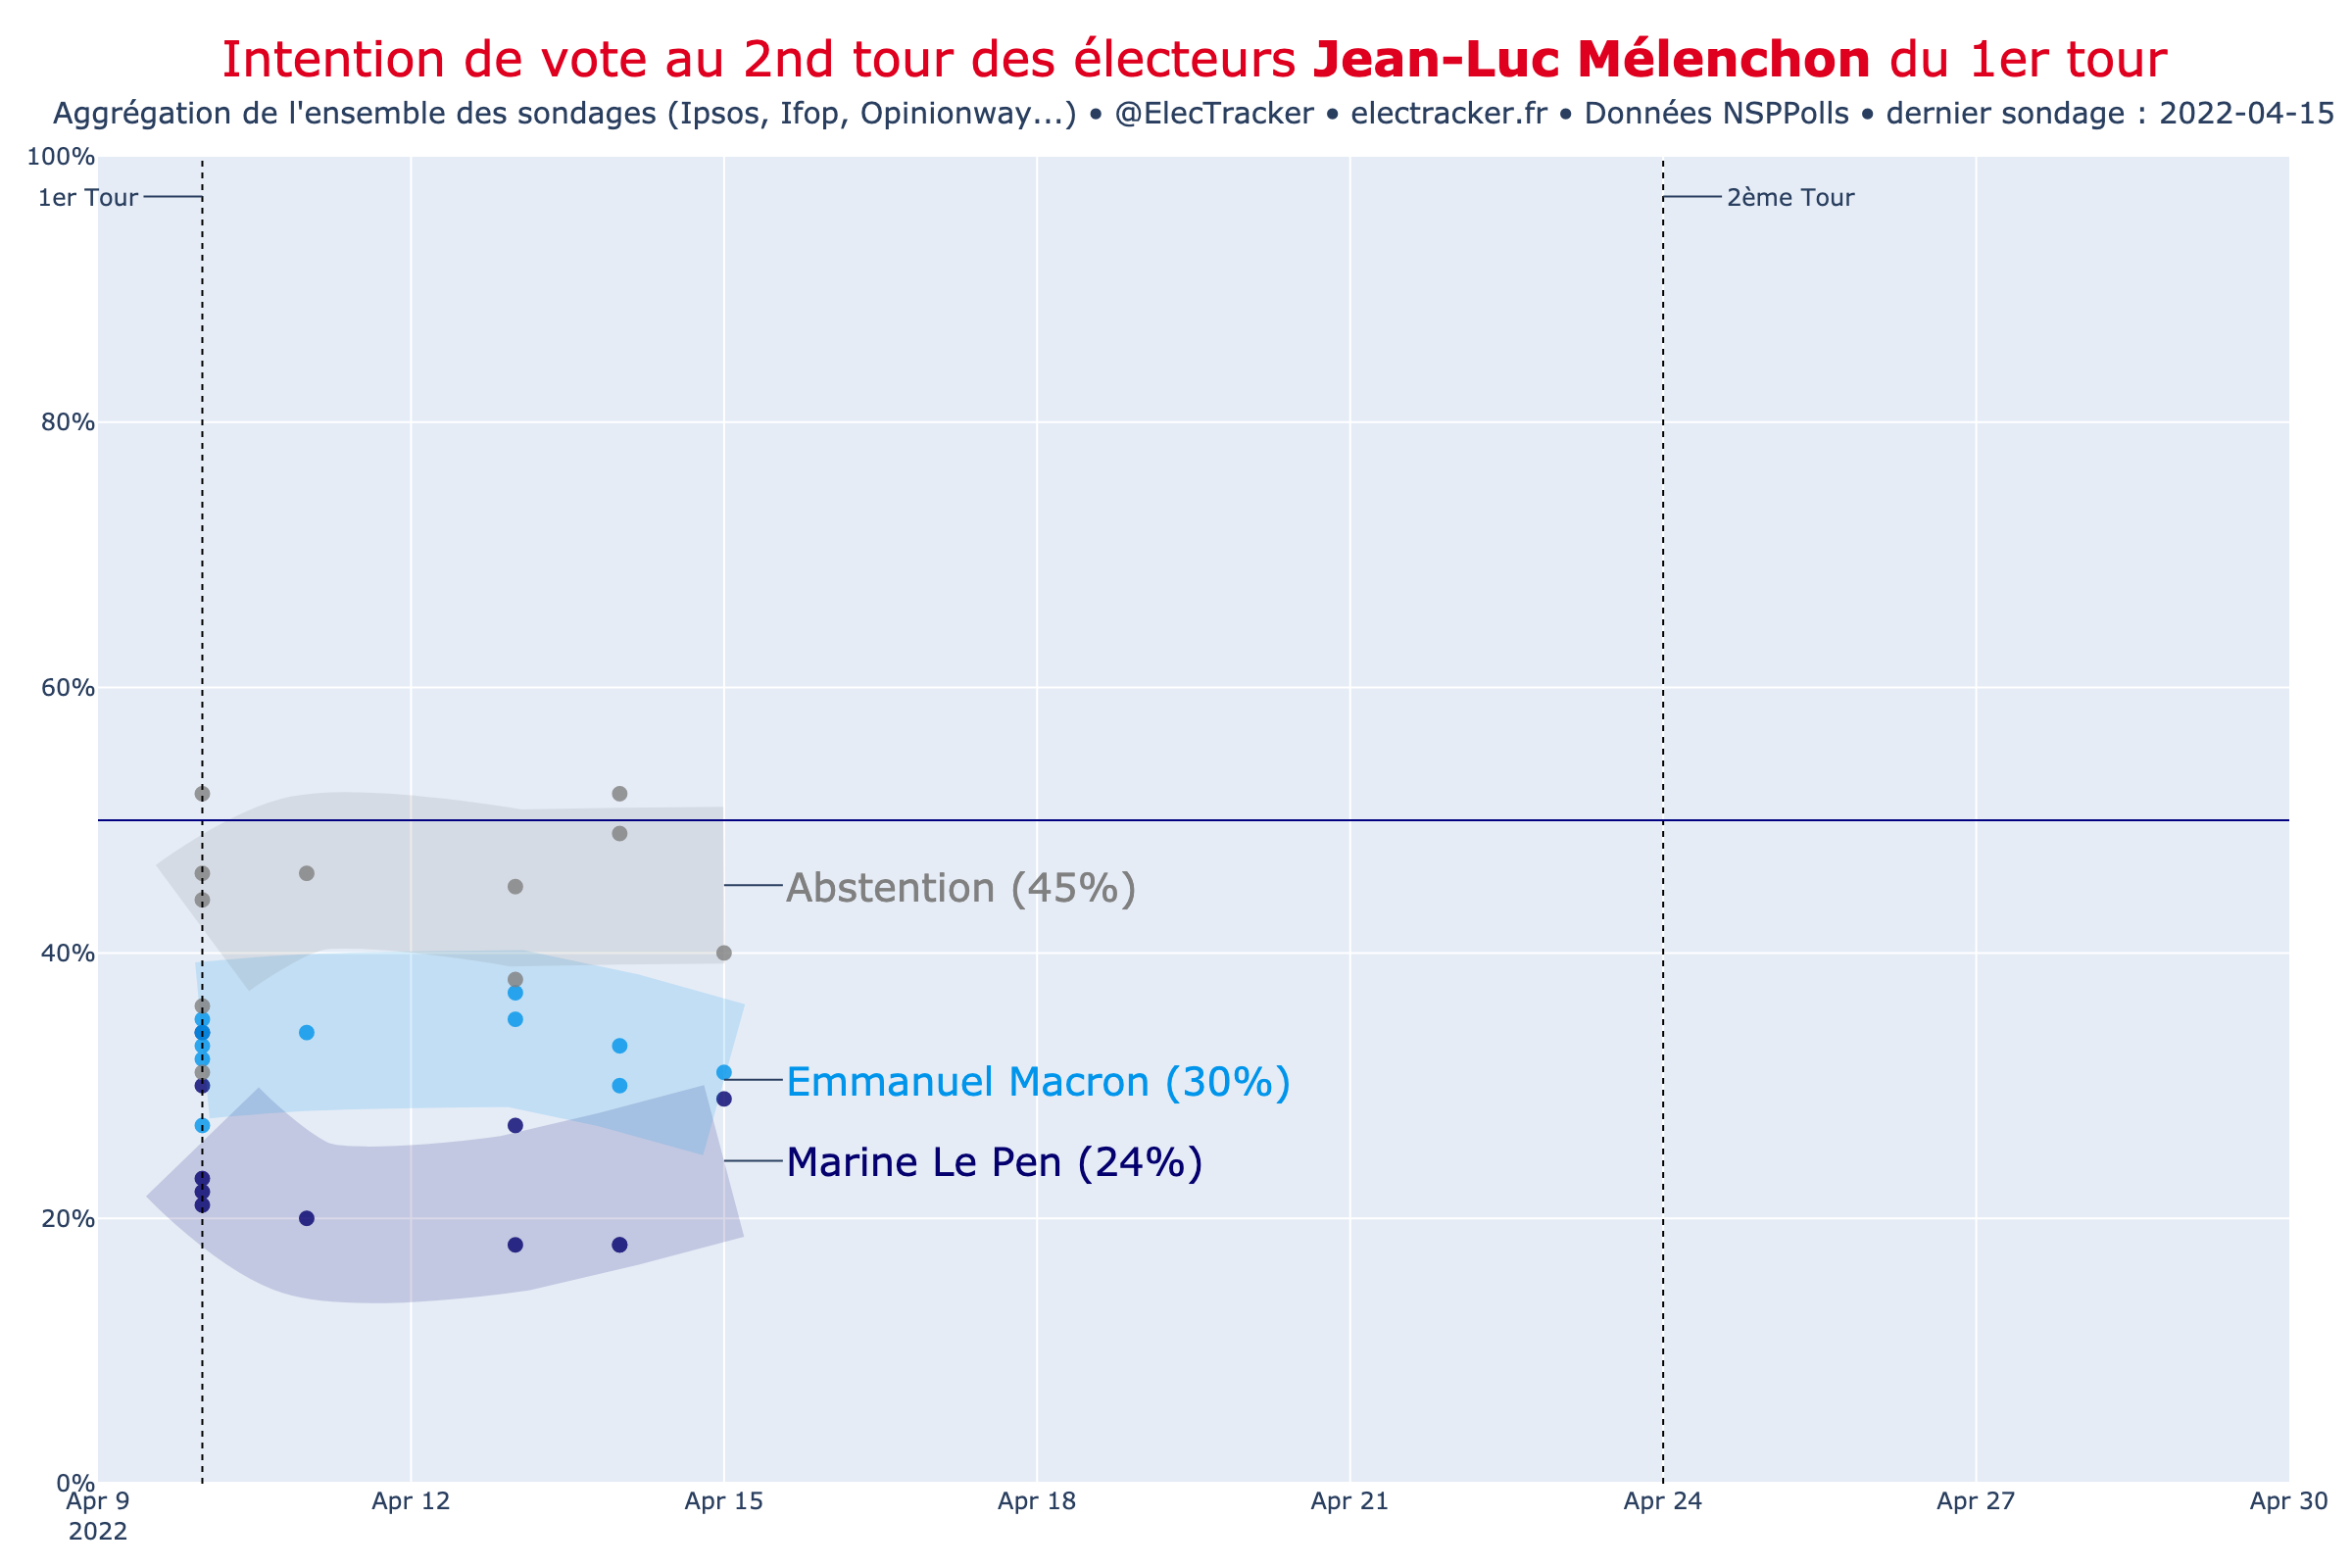 Intention de vote au 2nd tour des électeurs Jean-Luc Mélenchon du 1er tour
Aggrégation de l'ensemble des sondages (Ipsos, Ifop, Opinionway...) • @ElecTracker • electracker.fr • Données NSPPolls • dernier sondage : 2022-04-15
100%
1er Tour
2ème Tour
80%
60%
Abstention (45%)
40%
Emmanuel Macron (30%)
Marine Le Pen (24%)
20%
0%
Apr 9 Apr 12 Apr 15 Apr 18 Apr 21 Apr 24 Apr 27 Apr 30
2022